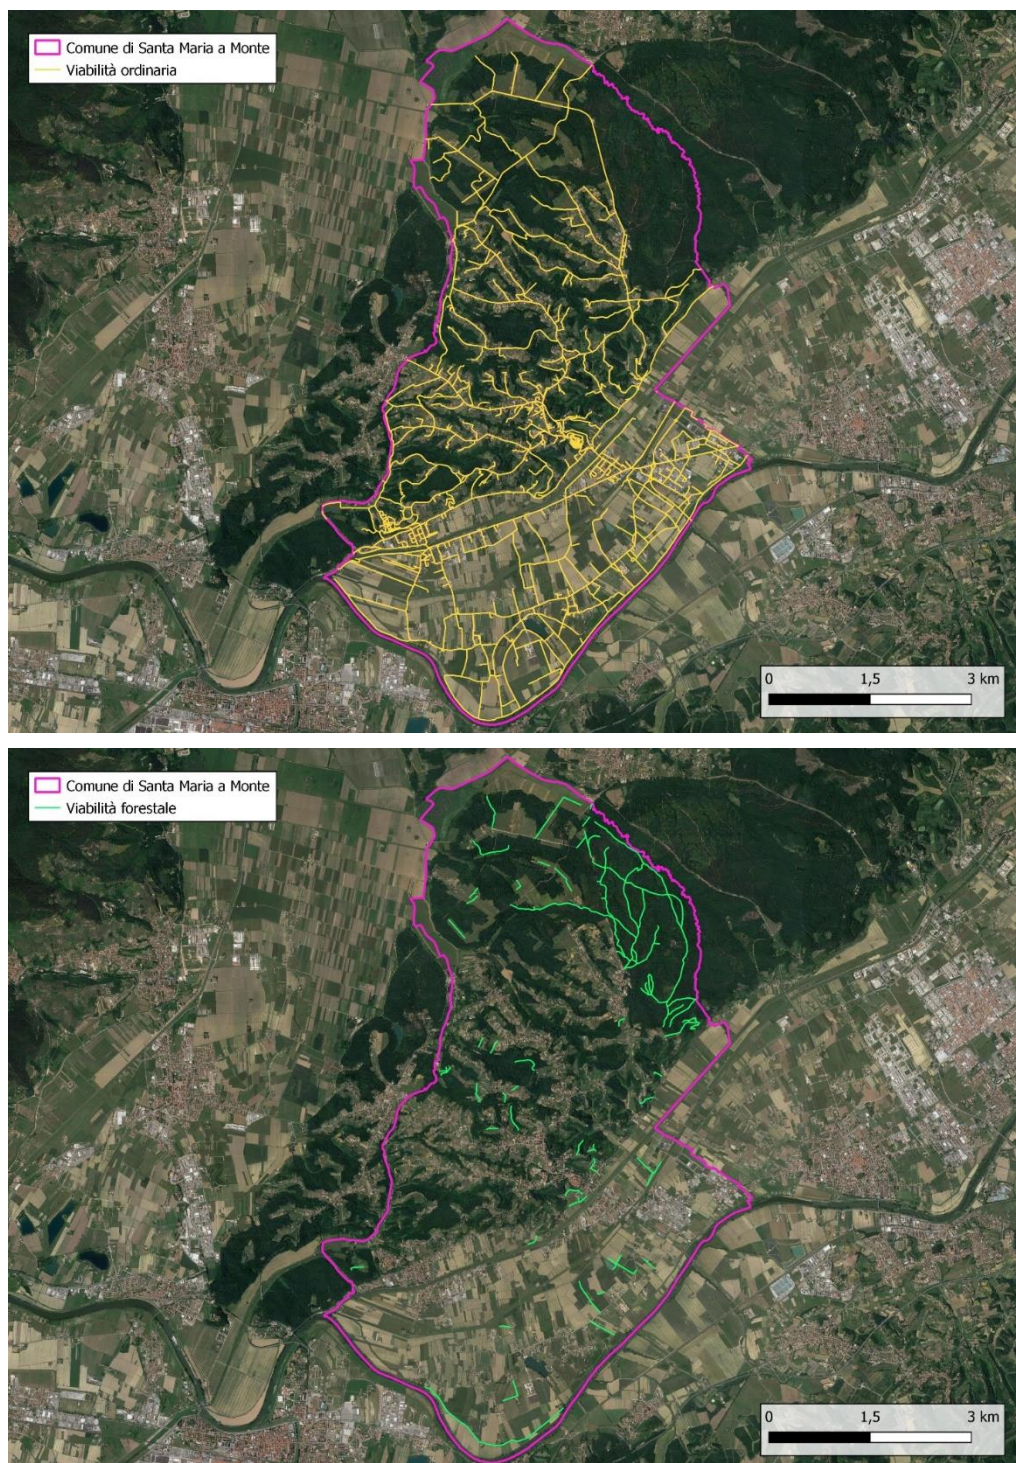 Comune di Santa Maria a Monte
Viabilità ordinaria
0 1,5 3 km
Comune di Santa Maria a Monte
Viabilità forestale
0 1,5 3 km